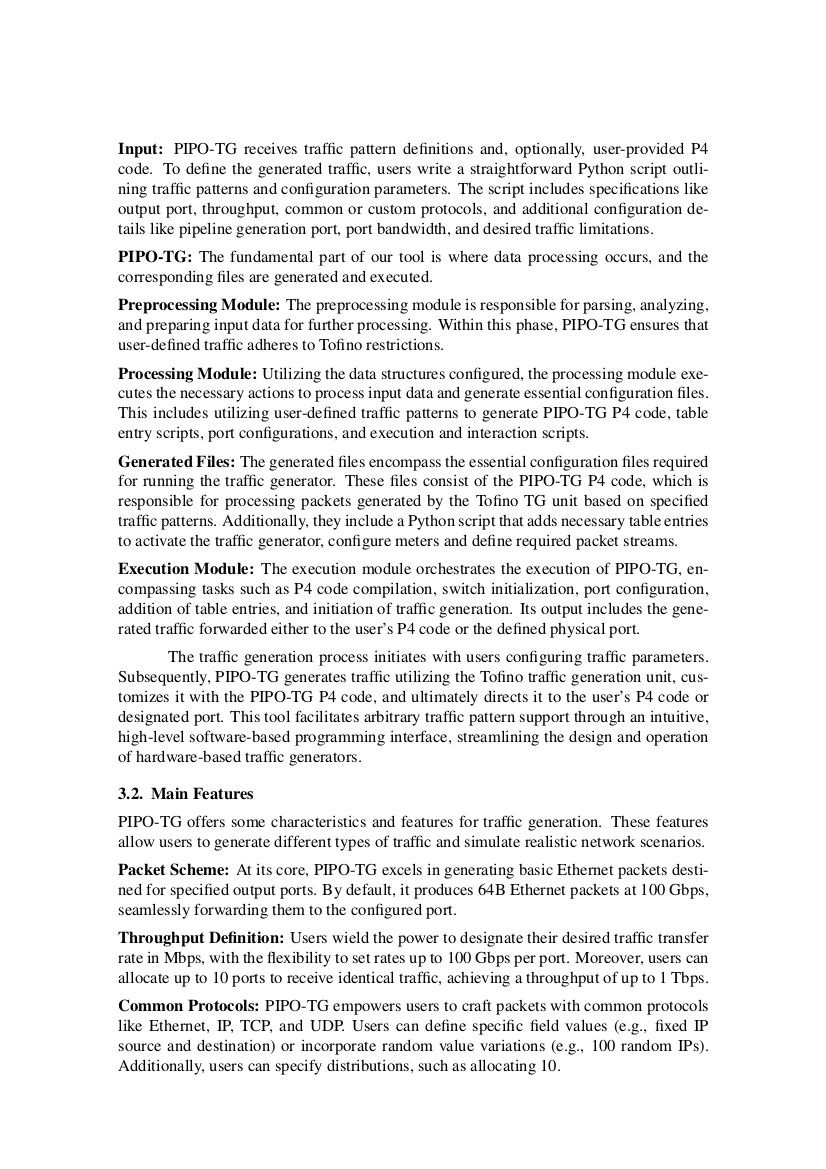 Input: PIPO-TG receives traffic pattern definitions and, optionally, user-provided P4
code. To define the generated traffic, users write a straightforward Python script outli-
ning traffic patterns and configuration parameters. The script includes specifications like
output port, throughput, common or custom protocols, and additional configuration de-
tails like pipeline generation port, port bandwidth, and desired traffic limitations.
PIPO-TG: The fundamental part of our tool is where data processing occurs, and the
corresponding files are generated and executed.
Preprocessing Module: The preprocessing module is responsible for parsing, analyzing,
and preparing input data for further processing. Within this phase, PIPO-TG ensures that
user-defined traffic adheres to Tofino restrictions.
Processing Module: Utilizing the data structures configured, the processing module exe-
cutes the necessary actions to process input data and generate essential configuration files.
This includes utilizing user-defined traffic patterns to generate PIPO-TG P4 code, table
entry scripts, port configurations, and execution and interaction scripts.
Generated Files: The generated files encompass the essential configuration files required
for running the traffic generator. These files consist of the PIPO-TG P4 code, which is
responsible for processing packets generated by the Tofino TG unit based on specified
traffic patterns. Additionally, they include a Python script that adds necessary table entries
to activate the traffic generator, configure meters and define required packet streams.
Execution Module: The execution module orchestrates the execution of PIPO-TG, en-
compassing tasks such as P4 code compilation, switch initialization, port configuration,
addition of table entries, and initiation of traffic generation. Its output includes the gene-
rated traffic forwarded either to the user's P4 code or the defined physical port.
The traffic generation process initiates with users configuring traffic parameters.
Subsequently, PIPO-TG generates traffic utilizing the Tofino traffic generation unit, cus-
tomizes it with the PIPO-TG P4 code, and ultimately directs it to the user's P4 code or
designated port. This tool facilitates arbitrary traffic pattern support through an intuitive,
high-level software-based programming interface, streamlining the design and operation
of hardware-based traffic generators.
3.2. Main Features
PIPO-TG offers some characteristics and features for traffic generation. These features
allow users to generate different types of traffic and simulate realistic network scenarios.
Packet Scheme: At its core, PIPO-TG excels in generating basic Ethernet packets desti-
ned for specified output ports. By default, it produces 64B Ethernet packets at 100 Gbps,
seamlessly forwarding them to the configured port.
Throughput Definition: Users wield the power to designate their desired traffic transfer
rate in Mbps, with the flexibility to set rates up to 100 Gbps per port. Moreover, users can
allocate up to 10 ports to receive identical traffic, achieving a throughput of up to 1 Tbps.
Common Protocols: PIPO-TG empowers users to craft packets with common protocols
like Ethernet, IP, TCP, and UDP. Users can define specific field values (e.g., fixed IP
source and destination) or incorporate random value variations (e.g., 100 random IPs).
Additionally, users can specify distributions, such as allocating 10.